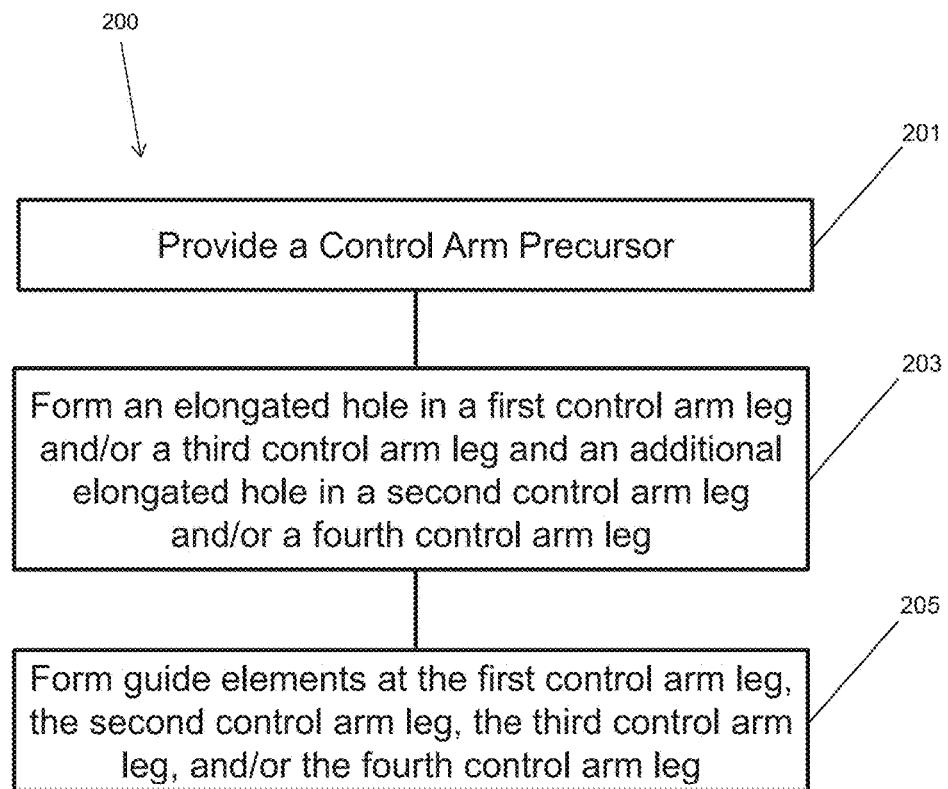 200
201
Provide a Control Arm Precursor
203
Form an elongated hole in a first control arm leg
and/or a third control arm leg and an additional
elongated hole in a second control arm leg
and/or a fourth control arm leg
205
Form guide elements at the first control arm leg,
the second control arm leg, the third control arm
leg, and/or the fourth control arm leg